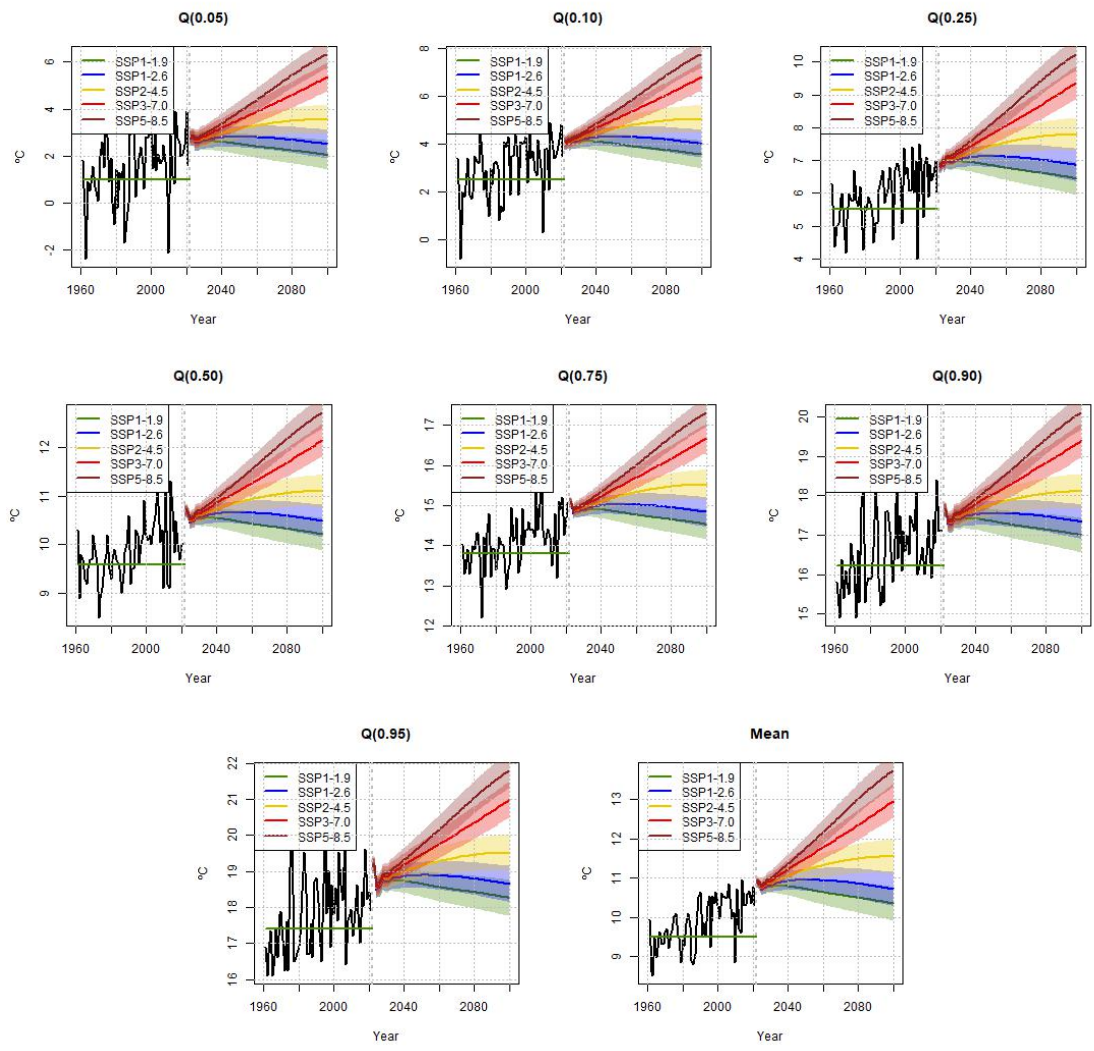 Q(0.05)
6
4
2
0
-2
ºC
SSP1-1.9
SSP1-2.6
SSP2-4.5
SSP3-7.0
SSP5-8.5
1960 2000 2040 2080
Year
Q(0.10)
8
6
4
2
0
ºC
SSP1-1.9
SSP1-2.6
SSP2-4.5
SSP3-7.0
SSP5-8.5
1960 2000 2040 2080
Year
Q(0.25)
10
9
8
7
6
5
4
ºC
SSP1-1.9
SSP1-2.6
SSP2-4.5
SSP3-7.0
SSP5-8.5
1960 2000 2040 2080
Year
Q(0.50)
12
11
10
9
ºC
SSP1-1.9
SSP1-2.6
SSP2-4.5
SSP3-7.0
SSP5-8.5
1960 2000 2040 2080
Year
Q(0.75)
17
16
15
14
13
12
ºC
SSP1-1.9
SSP1-2.6
SSP2-4.5
SSP3-7.0
SSP5-8.5
1960 2000 2040 2080
Year
Q(0.90)
20
19
18
17
16
15
ºC
SSP1-1.9
SSP1-2.6
SSP2-4.5
SSP3-7.0
SSP5-8.5
1960 2000 2040 2080
Year
Q(0.95)
22
21
20
19
18
17
16
ºC
SSP1-1.9
SSP1-2.6
SSP2-4.5
SSP3-7.0
SSP5-8.5
1960 2000 2040 2080
Year
Mean
13
12
11
10
9
ºC
SSP1-1.9
SSP1-2.6
SSP2-4.5
SSP3-7.0
SSP5-8.5
1960 2000 2040 2080
Year